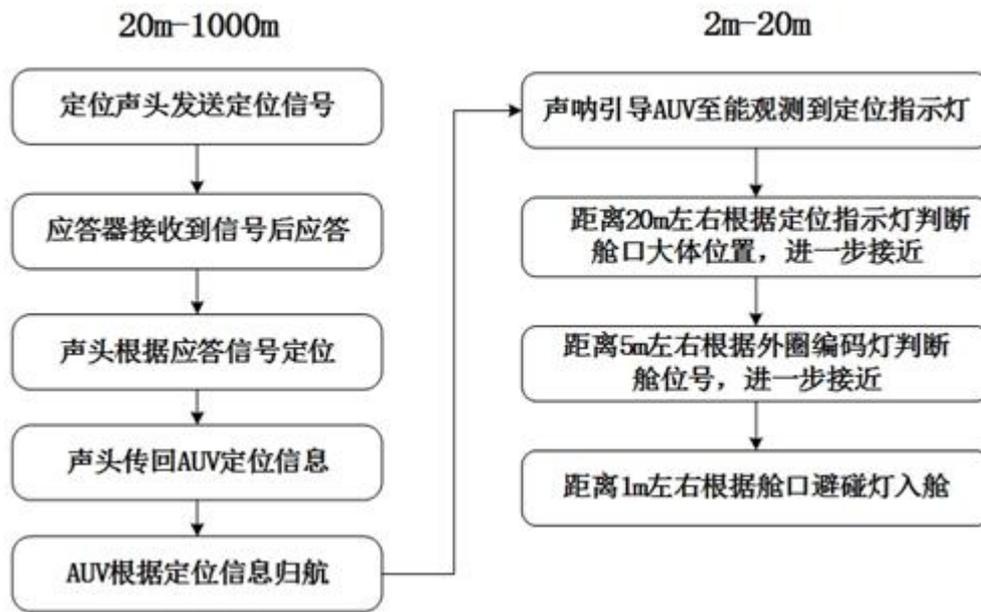 20m-1000m
定位声头发送定位信号
应答器接收到信号后应答
声头根据应答信号定位
声头传回AUV定位信息
AUV根据定位信息归航
2m-20m
声呐引导AUV至能观测到定位指示灯
距离20m左右根据定位指示灯判断
舱口大体位置，进一步接近
距离5m左右根据外圈编码灯判断
舱位号，进一步接近
距离1m左右根据舱口避碰灯入舱